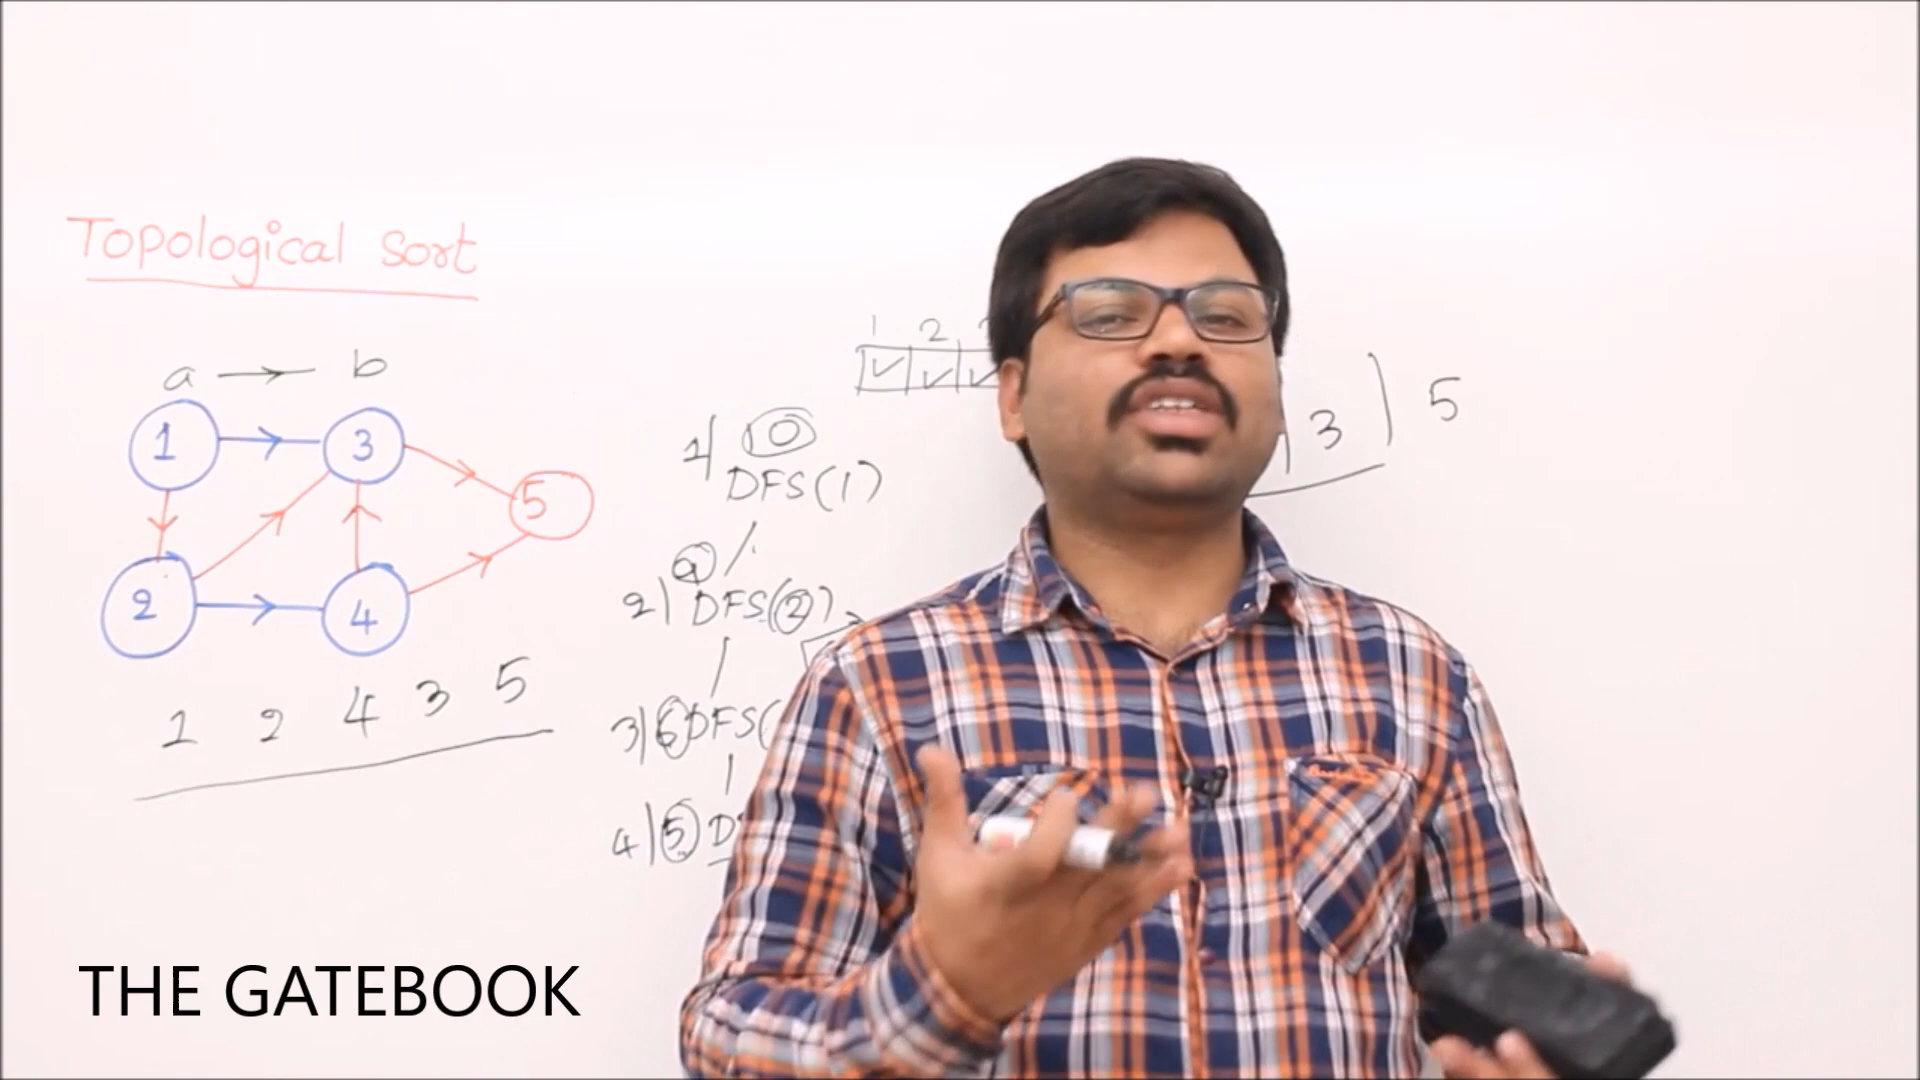 Topological Sort
a → b
1 3
5
2 4
1 2 4 3 5
1 2
1/ 10
DFS(1)
2/ DFS(2)
3/ 6 DFS(
4/ 5 D
3 5
THE GATEBOOK